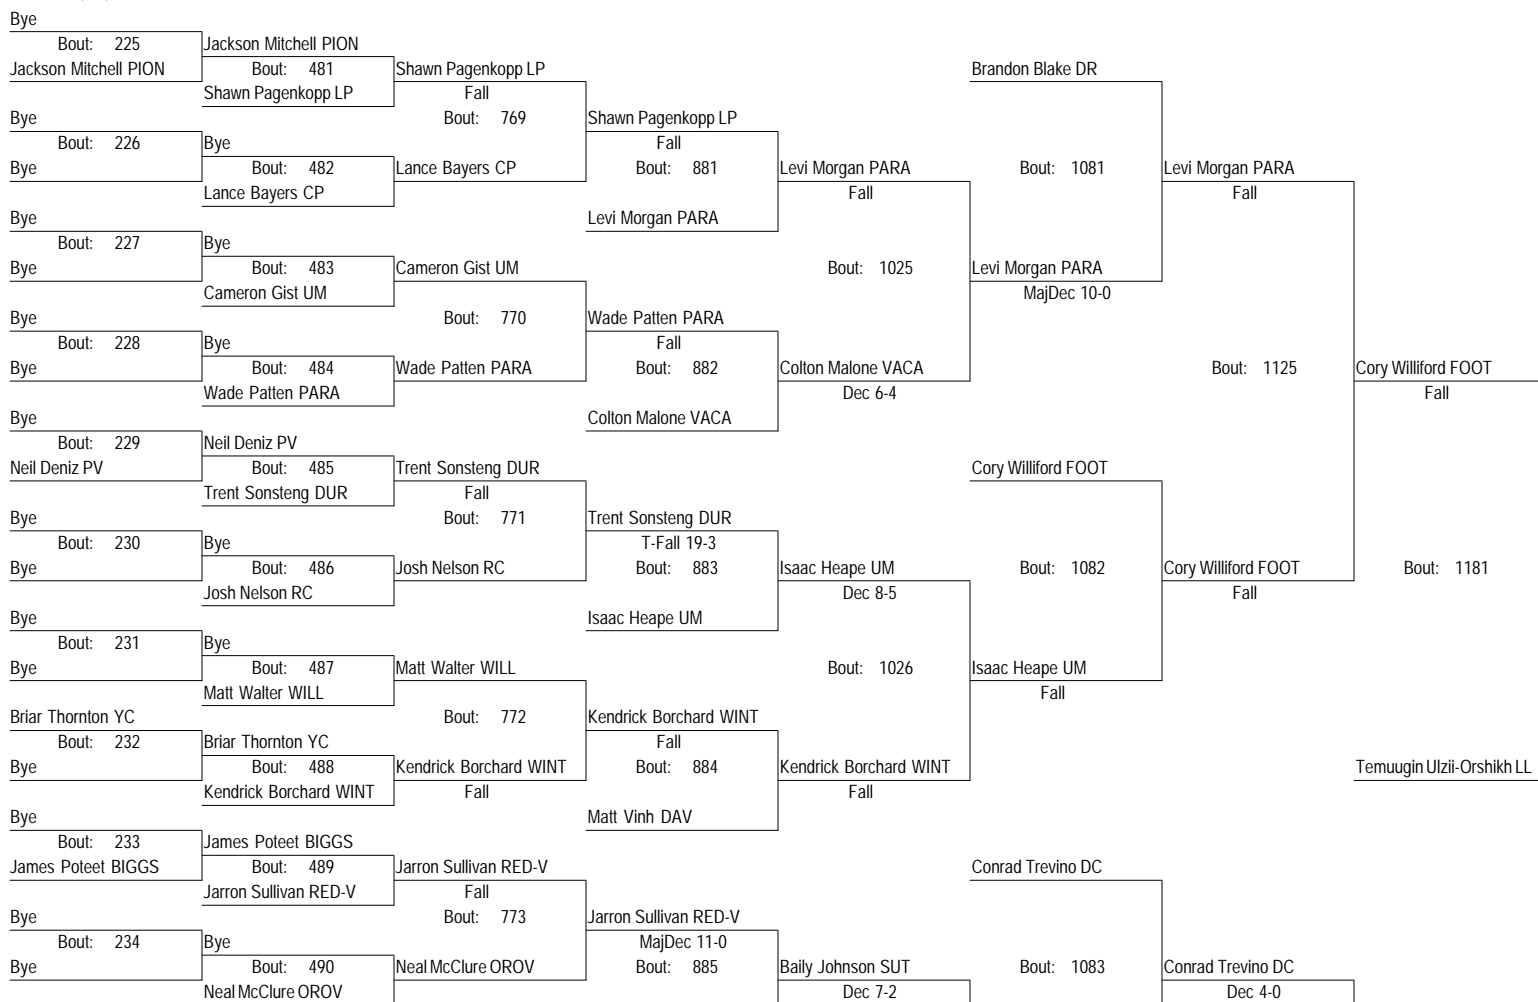 Bye
Bout: 225 Jackson Mitchell PION
Jackson Mitchell PION Bout: 481 Shawn Pagenkopp LP Brandon Blake DR
Shawn Pagenkopp LP Fall
Bye Bout: 769 Shawn Pagenkopp LP
Bout: 226 Bye Fall
Bye Bout: 482 Lance Bayers CP Bout: 881 Levi Morgan PARA Bout: 1081 Levi Morgan PARA
Lance Bayers CP Fall Fall
Bye Levi Morgan PARA
Bout: 227 Bye
Bye Bout: 483 Cameron Gist UM Bout: 1025 Levi Morgan PARA
Cameron Gist UM MajDec 10-0
Bye Bout: 770 Wade Patten PARA
Bout: 228 Bye Fall
Bye Bout: 484 Wade Patten PARA Bout: 882 Colton Malone VACA Bout: 1125 Cory Williford FOOT
Wade Patten PARA Dec 6-4 Fall
Bye Colton Malone VACA
Bout: 229 Neil Deniz PV
Neil Deniz PV Bout: 485 Trent Sonsteng DUR Cory Williford FOOT
Trent Sonsteng DUR Fall
Bye Bout: 771 Trent Sonsteng DUR
Bout: 230 Bye T-Fall 19-3
Bye Bout: 486 Josh Nelson RC Bout: 883 Isaac Heape UM Bout: 1082 Cory Williford FOOT Bout: 1181
Josh Nelson RC Dec 8-5 Fall
Bye Isaac Heape UM
Bout: 231 Bye
Bye Bout: 487 Matt Walter WILL Bout: 1026 Isaac Heape UM
Matt Walter WILL Fall
Briar Thornton YC Bout: 772 Kendrick Borchard WINT
Bout: 232 Briar Thornton YC Fall
Bye Bout: 488 Kendrick Borchard WINT Bout: 884 Kendrick Borchard WINT Temuugin Ulzii-Orshikh LL
Kendrick Borchard WINT Fall Fall
Bye Matt Vinh DAV
Bout: 233 James Poteet BIGGS
James Poteet BIGGS Bout: 489 Jarron Sullivan RED-V Conrad Trevino DC
Jarron Sullivan RED-V Fall
Bye Bout: 773 Jarron Sullivan RED-V
Bout: 234 Bye MajDec 11-0
Bye Bout: 490 Neal McClure OROV Bout: 885 Baily Johnson SUT Bout: 1083 Conrad Trevino DC
Neal McClure OROV Dec 7-2 Dec 4-0